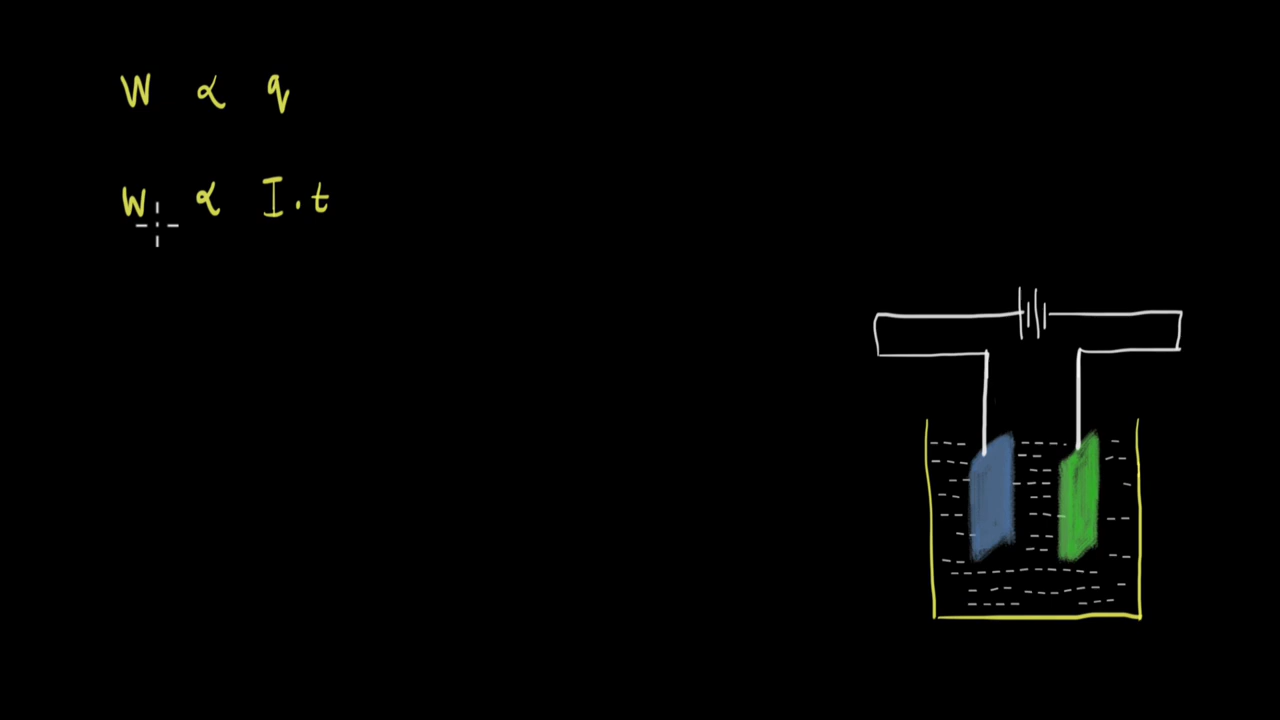 W ∝ q
W ∝ I.t